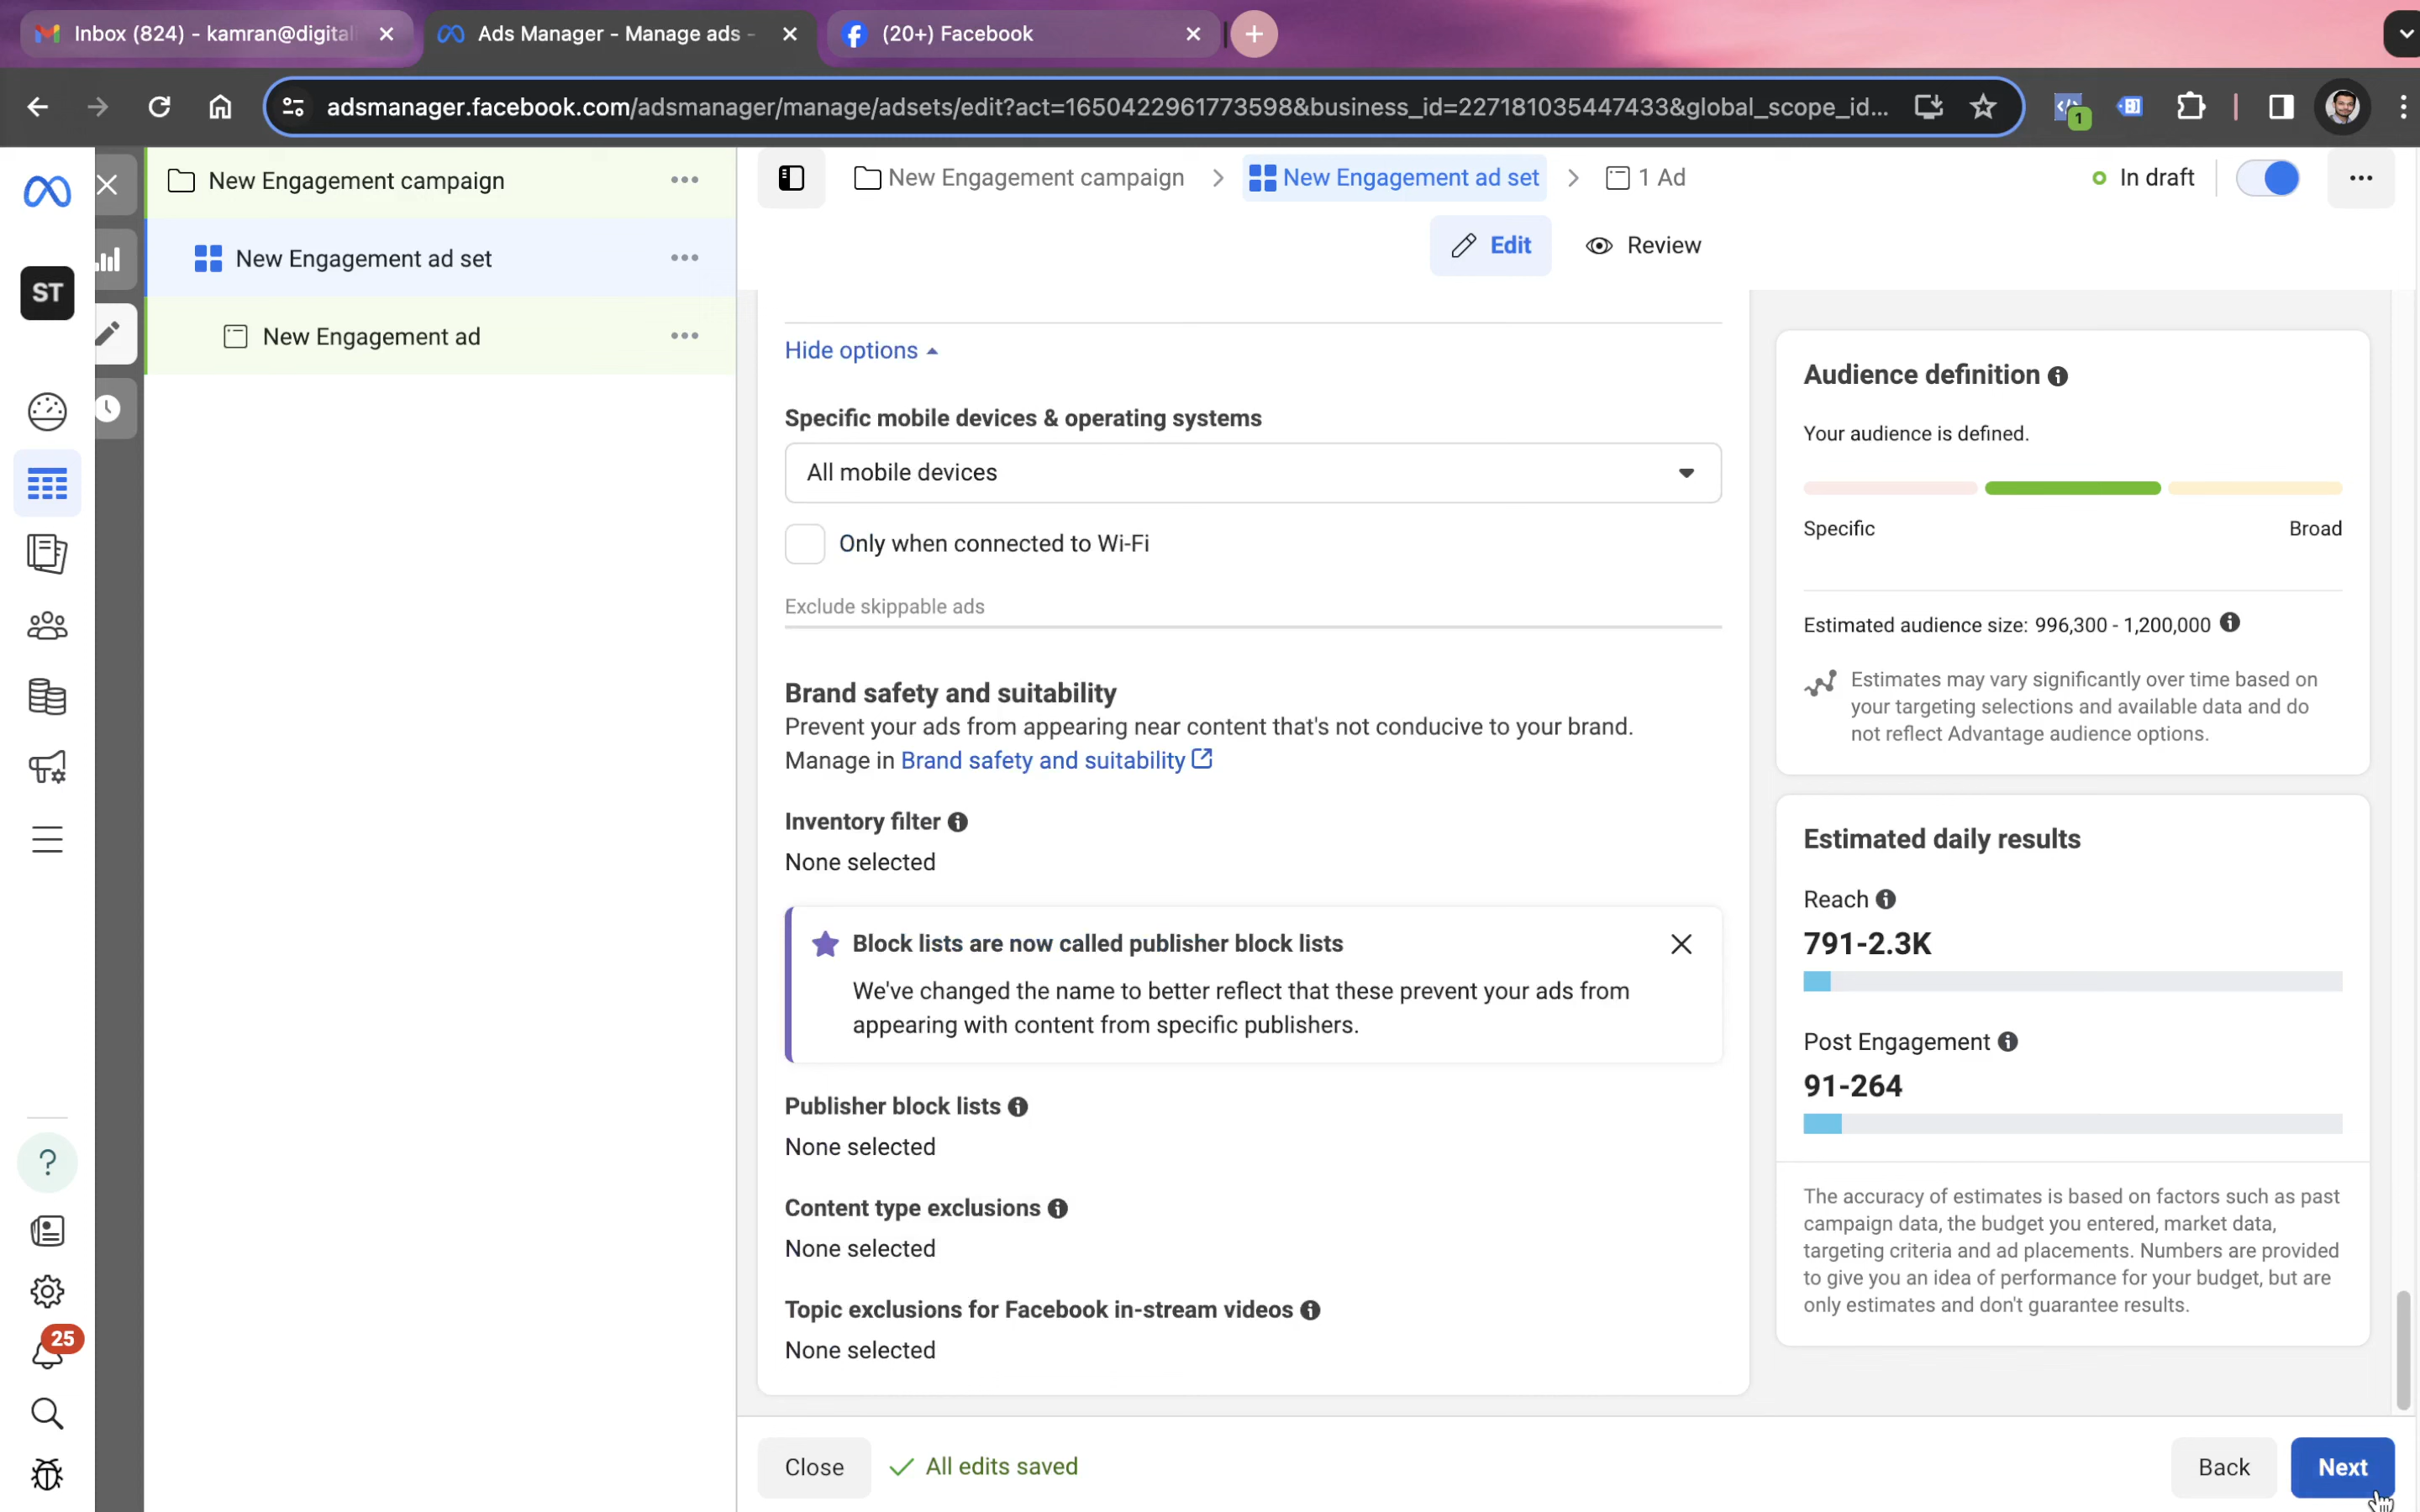 Inbox (824) - kamran@digital
Ads Manager - Manage ads -
(20+) Facebook
adsmanager.facebook.com/adsmanager/manage/adsets/edit?act=1650422961773598&business_id=227181035447433&global_scope_id...
1
ST
New Engagement campaign
New Engagement ad set
New Engagement ad
New Engagement campaign
New Engagement ad set
1 Ad
In draft
Edit
Review
Hide options
Specific mobile devices & operating systems
All mobile devices
Only when connected to Wi-Fi
Exclude skippable ads
Brand safety and suitability
Prevent your ads from appearing near content that's not conducive to your brand.
Manage in Brand safety and suitability
Inventory filter
None selected
Block lists are now called publisher block lists
We've changed the name to better reflect that these prevent your ads from
appearing with content from specific publishers.
Publisher block lists
None selected
Content type exclusions
None selected
Topic exclusions for Facebook in-stream videos
None selected
Audience definition
Your audience is defined.
Specific
Broad
Estimated audience size: 996,300 - 1,200,000
Estimates may vary significantly over time based on
your targeting selections and available data and do
not reflect Advantage audience options.
Estimated daily results
Reach
791-2.3K
Post Engagement
91-264
The accuracy of estimates is based on factors such as past
campaign data, the budget you entered, market data,
targeting criteria and ad placements. Numbers are provided
to give you an idea of performance for your budget, but are
only estimates and don't guarantee results.
?
25
Close
All edits saved
Back
Next